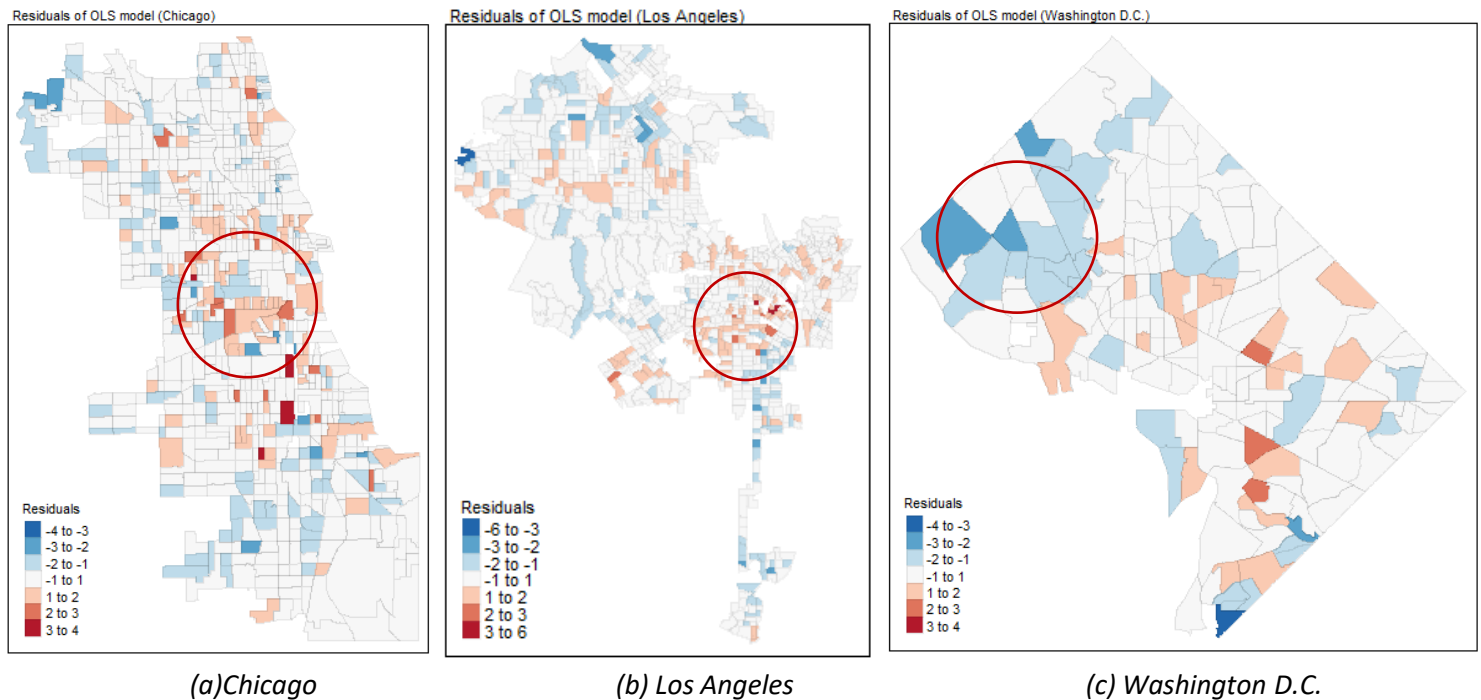 Residuals of OLS model (Chicago)
Residuals
-4 to -3
-3 to -2
-2 to -1
-1 to 1
1 to 2
2 to 3
3 to 4
(a)Chicago
Residuals of OLS model (Los Angeles)
Residuals
-6 to -3
-3 to -2
-2 to -1
-1 to 1
1 to 2
2 to 3
3 to 6
(b) Los Angeles
Residuals of OLS model (Washington D.C.)
Residuals
-4 to -3
-3 to -2
-2 to -1
-1 to 1
1 to 2
2 to 3
3 to 4
(c) Washington D.C.